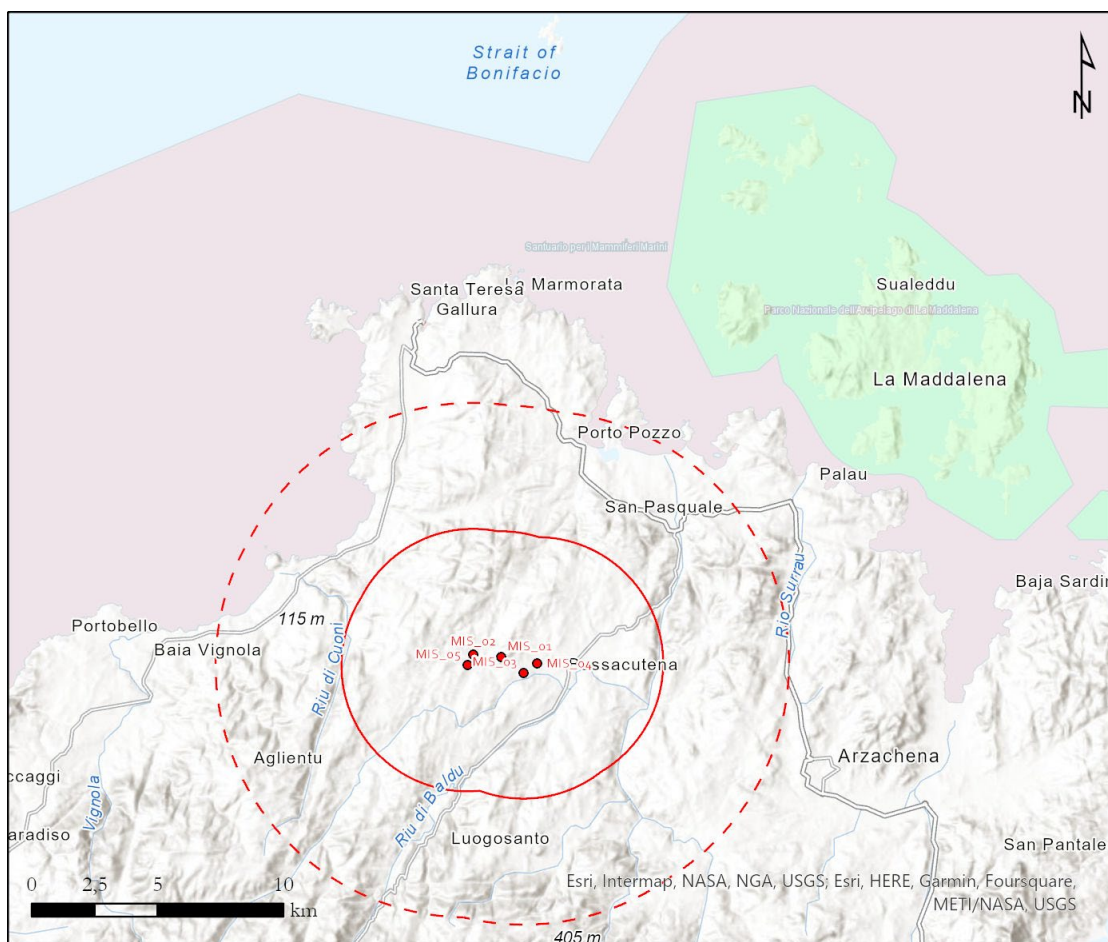 Strait of
Bonifacio
N
Santuario per i Mammiferi Marini
Santa Teresa
Gallura
La Marmorata
Sualeddu
Parco Nazionale dell'Arcipelago di La Maddalena
La Maddalena
Porto Pozzo
Palau
San Pasquale
Rio Surrau
Baja Sardin
115 m
Portobello
Baia Vignola
Riu di Cuoni
MIS_02
MIS_01
MIS_05
MIS_03
MIS_04
Bassacutena
Aglientu
Arzachena
ccaggi
Vignola
Riu di Baldu
aradiso
Luogosanto
San Pantale
0 2,5 5 10
km
Esri, Intermap, NASA, NGA, USGS; Esri, HERE, Garmin, Foursquare,
METI/NASA, USGS
405 m